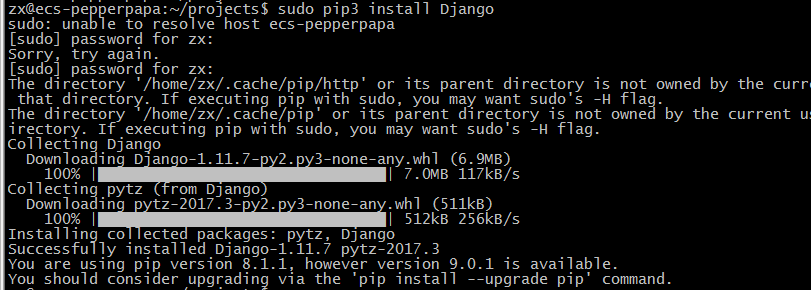 zx@ecs-pepperpapa:~/projects$ sudo pip3 install Django
sudo: unable to resolve host ecs-pepperpapa
[sudo] password for zx:
Sorry, try again.
[sudo] password for zx:
The directory '/home/zx/.cache/pip/http' or its parent directory is not owned by the curr
 that directory. If executing pip with sudo, you may want sudo's -H flag.
The directory '/home/zx/.cache/pip' or its parent directory is not owned by the current us
irectory. If executing pip with sudo, you may want sudo's -H flag.
Collecting Django
  Downloading Django-1.11.7-py2.py3-none-any.whl (6.9MB)
    100% |████████████████████████████████| 7.0MB 117kB/s
Collecting pytz (from Django)
  Downloading pytz-2017.3-py2.py3-none-any.whl (511kB)
    100% |████████████████████████████████| 512kB 256kB/s
Installing collected packages: pytz, Django
Successfully installed Django-1.11.7 pytz-2017.3
You are using pip version 8.1.1, however version 9.0.1 is available.
You should consider upgrading via the 'pip install --upgrade pip' command.